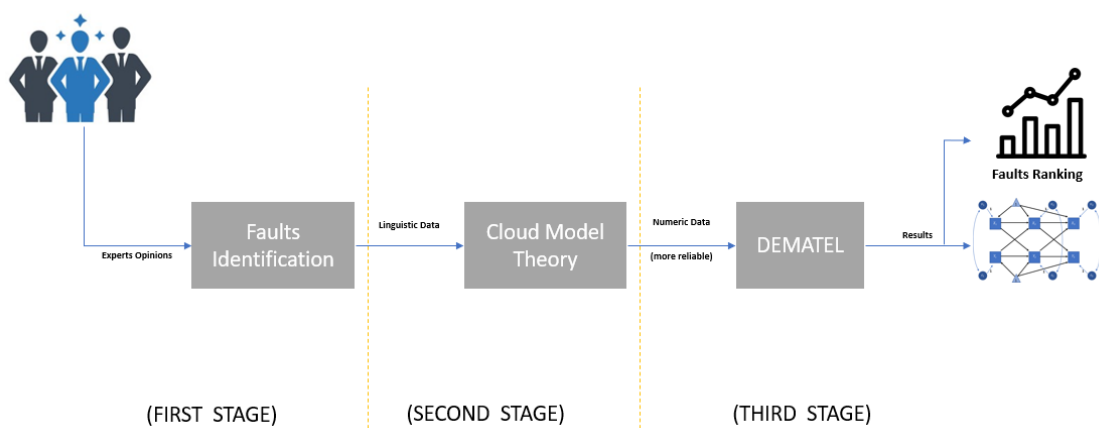 Experts Opinions
Faults
Identification
Linguistic Data
Cloud Model
Theory
Numeric Data
(more reliable)
DEMATEL
Results
Faults Ranking
(FIRST STAGE)
(SECOND STAGE)
(THIRD STAGE)